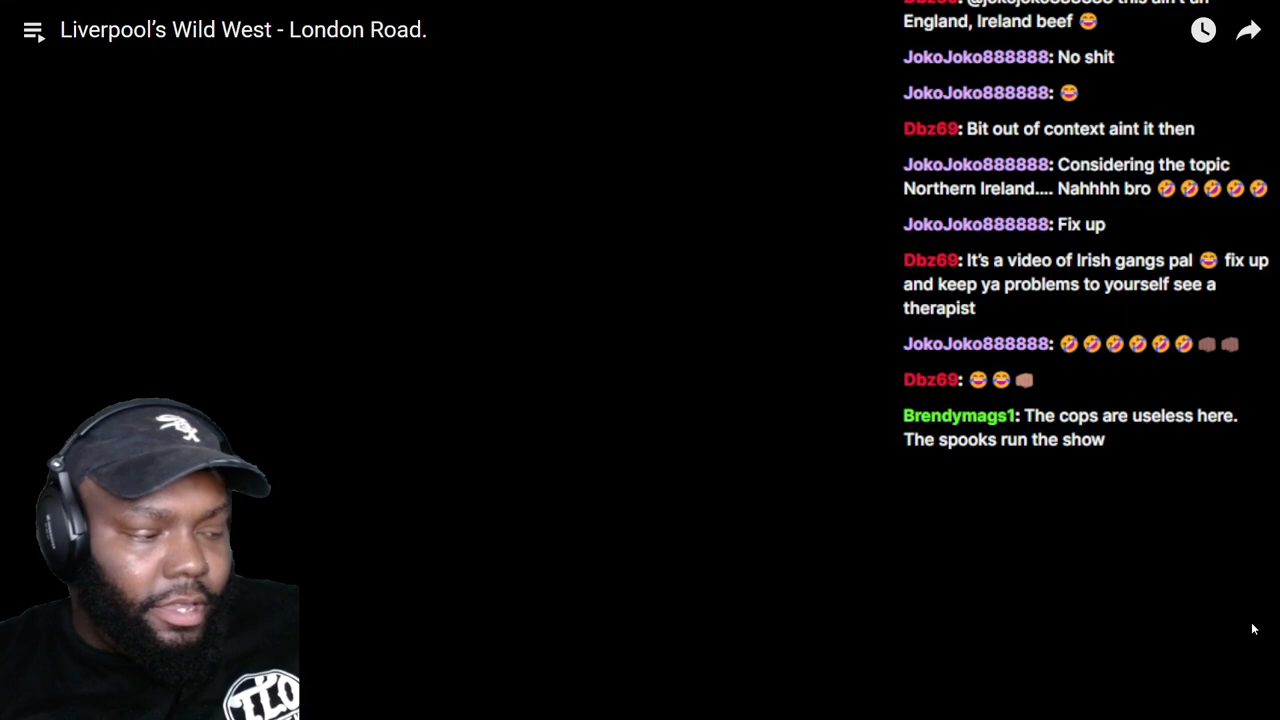 Liverpool’s Wild West - London Road.
England, Ireland beef 😂
JokoJoko888888: No shit
JokoJoko888888: 😂
Dbz69: Bit out of context aint it then
JokoJoko888888: Considering the topic
Northern Ireland.... Nahhhh bro 🤣🤣🤣🤣🤣
JokoJoko888888: Fix up
Dbz69: It’s a video of Irish gangs pal 😂 fix up
and keep ya problems to yourself see a
therapist
JokoJoko888888: 🤣🤣🤣🤣🤣🤣👊🏿👊🏿
Dbz69: 😂😂👊🏽
Brendymags1: The cops are useless here.
The spooks run the show
TLO